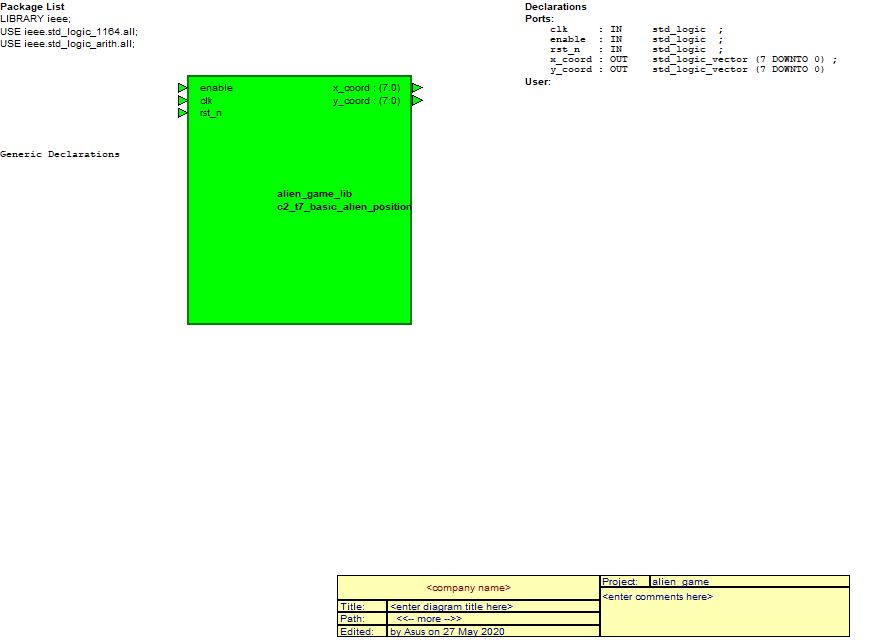 Package List
LIBRARY ieee;
USE ieee.std_logic_1164.all;
USE ieee.std_logic_arith.all;
Declarations
Ports:
clk : IN std_logic ;
enable : IN std_logic ;
rst_n : IN std_logic ;
x_coord : OUT std_logic_vector (7 DOWNTO 0) ;
y_coord : OUT std_logic_vector (7 DOWNTO 0)
User:
enable x_coord : (7:0)
clk y_coord : (7:0)
rst_n
Generic Declarations
alien_game_lib
c2_t7_basic_alien_position
<company name>
Title: <enter diagram title here>
Path: <<-- more -->>
Edited: by Asus on 27 May 2020
Project: alien_game
<enter comments here>